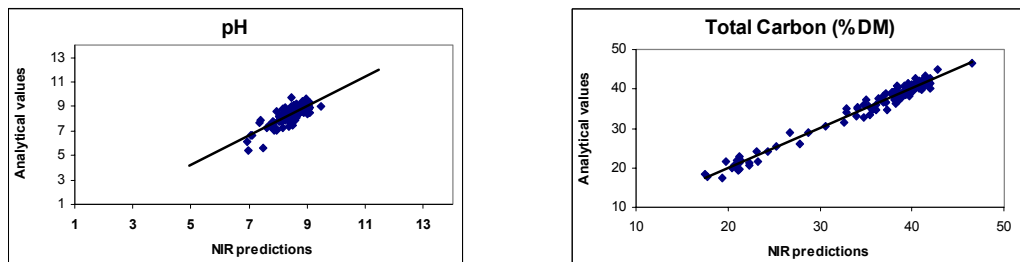 pH
13
11
9
7
5
3
1
Analytical values
1 3 5 7 9 11 13
NIR predictions
Total Carbon (%DM)
50
40
30
20
10
Analytical values
10 20 30 40 50
NIR predictions